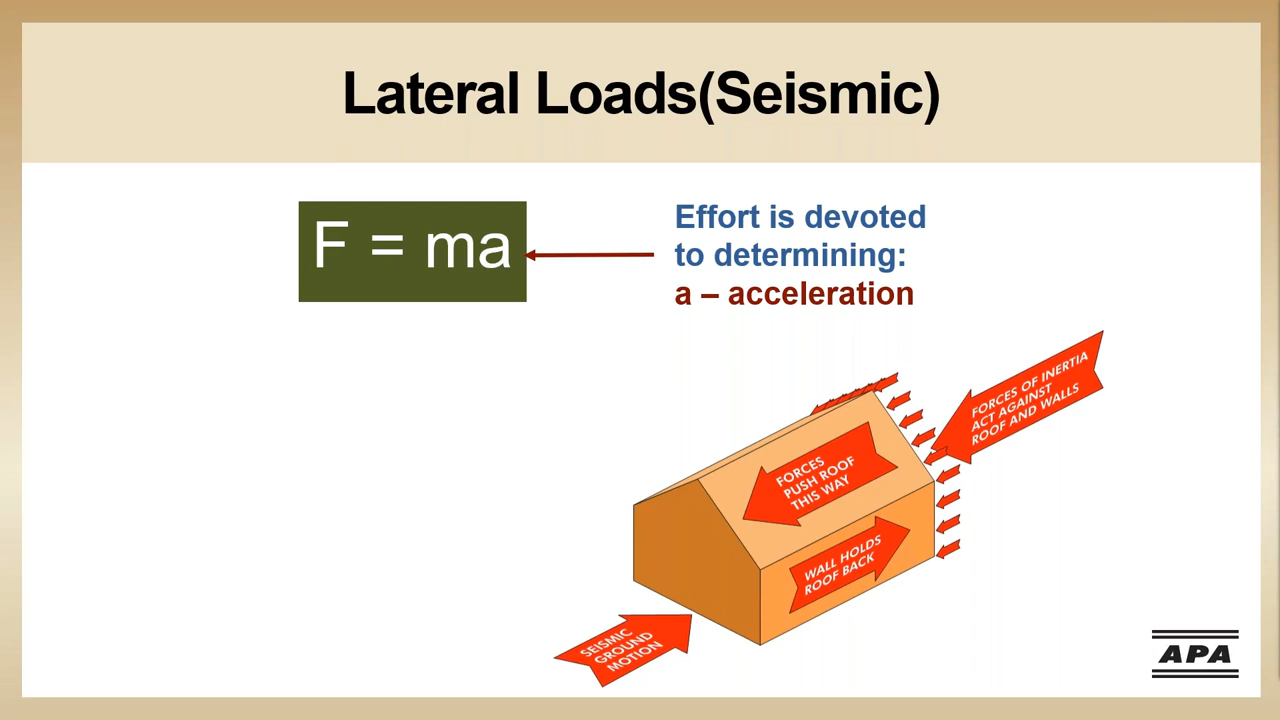 Lateral Loads(Seismic)
F = ma
Effort is devoted
to determining:
a – acceleration
FORCES OF INERTIA
ACT AGAINST
ROOF AND WALLS
FORCES
PUSH ROOF
THIS WAY
WALL HOLDS
ROOF BACK
SEISMIC
GROUND
MOTION
APA